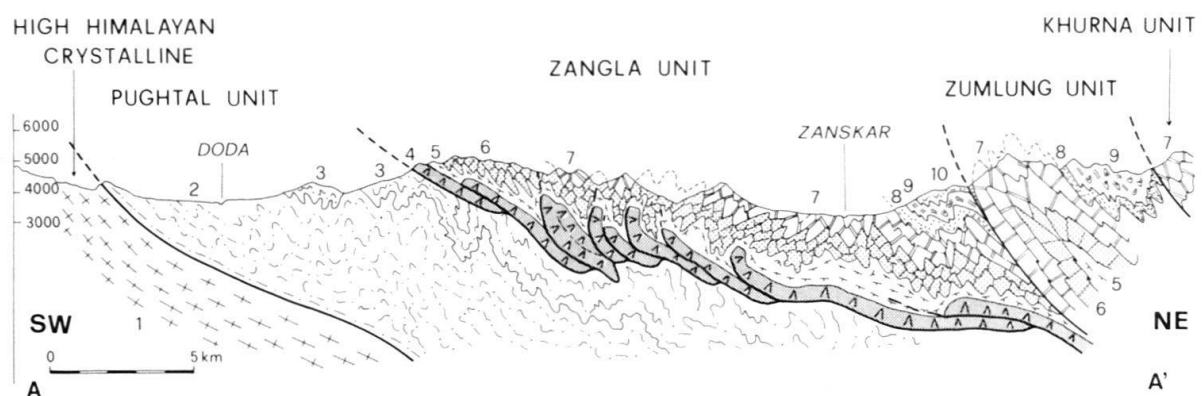 HIGH HIMALAYAN
CRYSTALLINE
PUGHTAL UNIT
ZANGLA UNIT
ZUMLUNG UNIT
KHURNA UNIT
6000
5000
4000
3000
DODA
ZANSKAR
1
2
3
3
4
5
6
7
7
8
9
10
7
8
9
7
5
6
SW
NE
0
5 km
A
A'